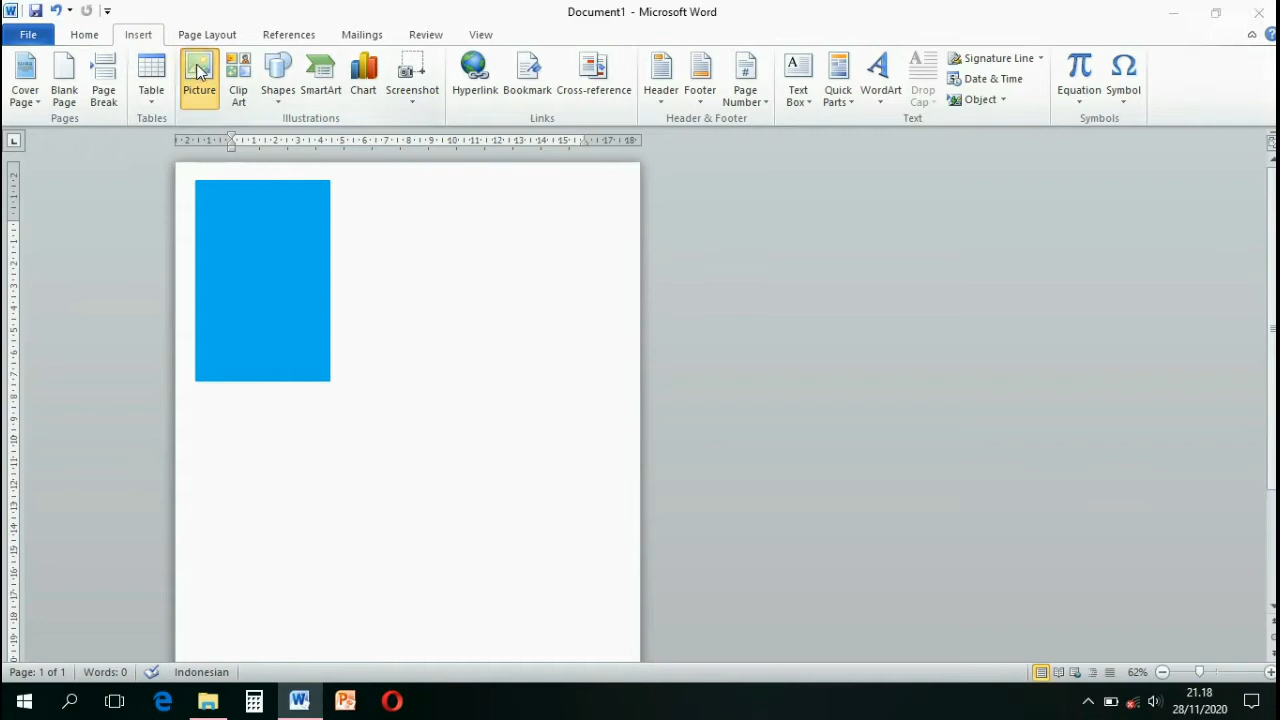 Document1 - Microsoft Word
File Home Insert Page Layout References Mailings Review View
Cover Page
Blank Page
Page Break
Pages
Table
Tables
Picture
Clip Art
Shapes
SmartArt
Chart
Screenshot
Illustrations
Hyperlink
Bookmark
Cross-reference
Links
Header
Footer
Page Number
Header & Footer
Text Box
Quick Parts
WordArt
Drop Cap
Signature Line
Date & Time
Object
Text
Equation
Symbol
Symbols
Page: 1 of 1 Words: 0 Indonesian 62%
21.18
28/11/2020